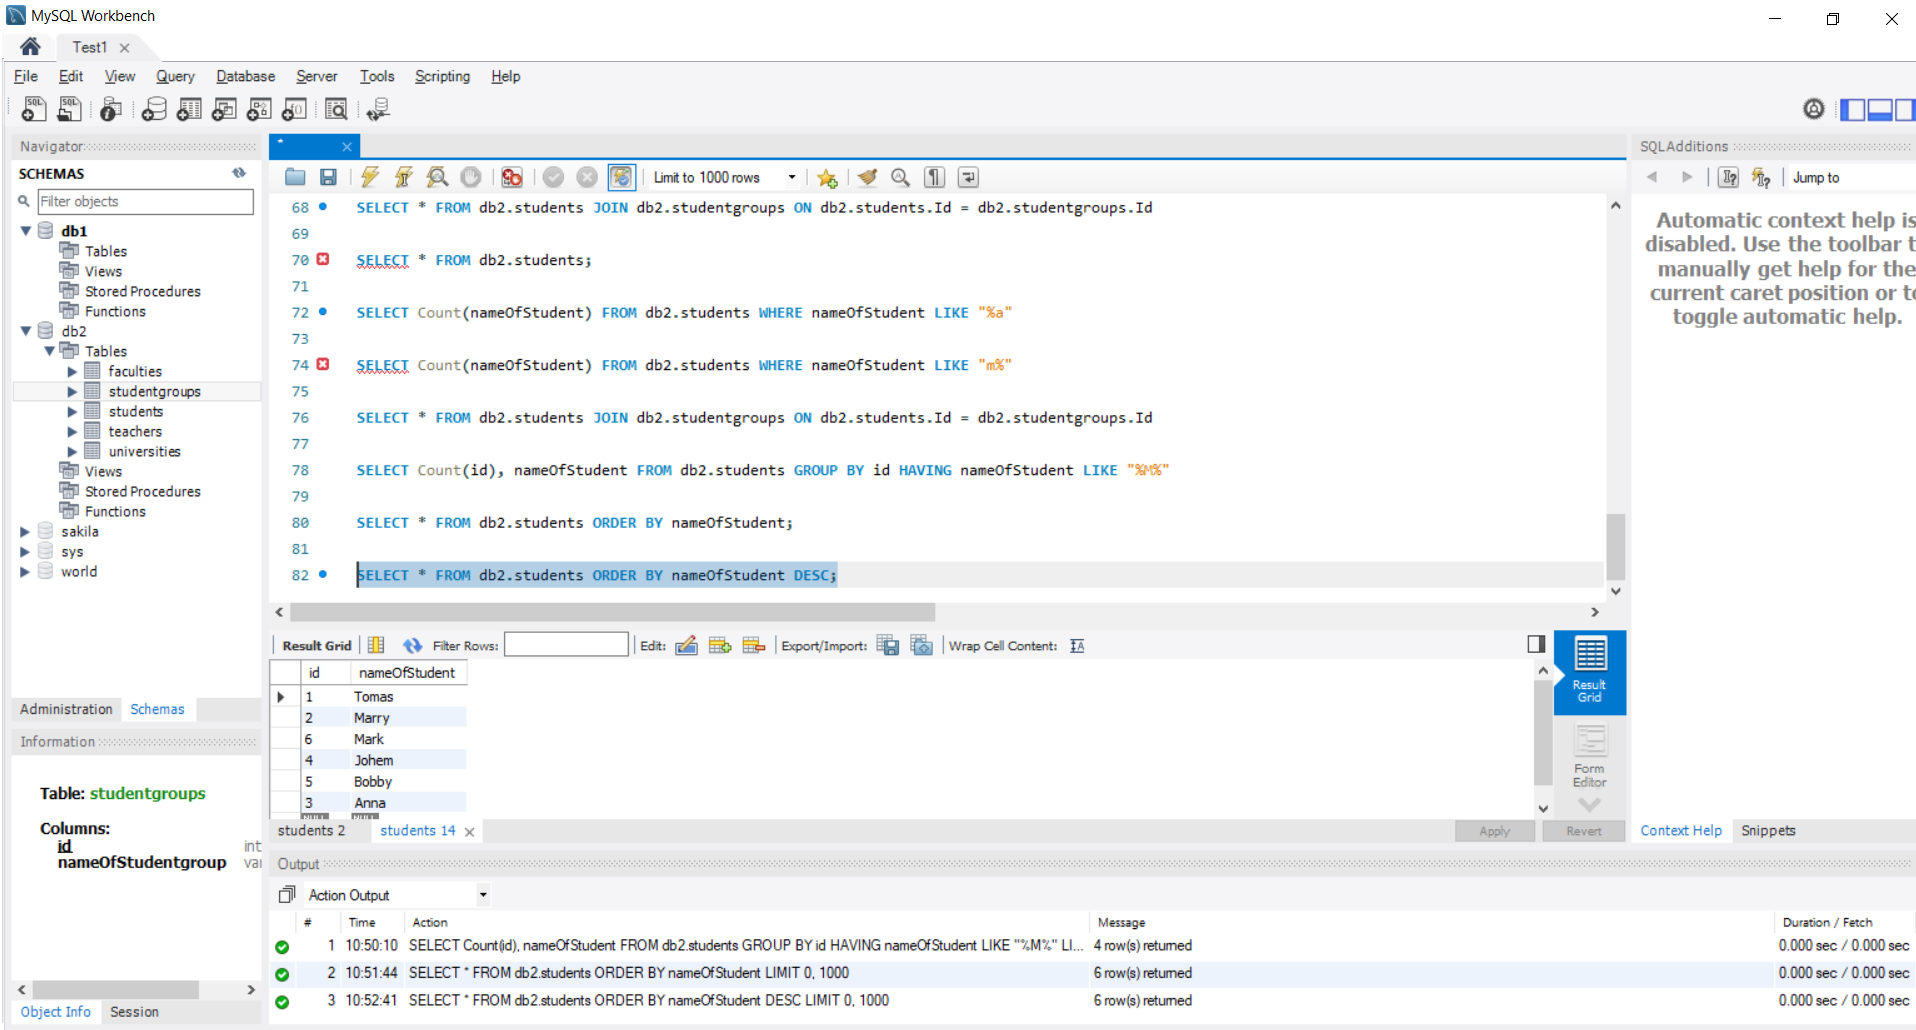 MySQL Workbench
Test1
File Edit View Query Database Server Tools Scripting Help
Navigator
SCHEMAS
Filter objects
db1
Tables
Views
Stored Procedures
Functions
db2
Tables
faculties
studentgroups
students
teachers
universities
Views
Stored Procedures
Functions
sakila
sys
world
Administration Schemas
Information
Table: studentgroups
Columns:
id int
nameOfStudentgroup va
Object Info Session
*
Limit to 1000 rows
68 SELECT * FROM db2.students JOIN db2.studentgroups ON db2.students.Id = db2.studentgroups.Id
69
70 SELECT * FROM db2.students;
71
72 SELECT Count(nameOfStudent) FROM db2.students WHERE nameOfStudent LIKE "%a"
73
74 SELECT Count(nameOfStudent) FROM db2.students WHERE nameOfStudent LIKE "m%"
75
76 SELECT * FROM db2.students JOIN db2.studentgroups ON db2.students.Id = db2.studentgroups.Id
77
78 SELECT Count(id), nameOfStudent FROM db2.students GROUP BY id HAVING nameOfStudent LIKE "%M%"
79
80 SELECT * FROM db2.students ORDER BY nameOfStudent;
81
82 SELECT * FROM db2.students ORDER BY nameOfStudent DESC;
Result Grid Filter Rows: Edit: Export/Import: Wrap Cell Content:
id nameOfStudent
1 Tomas
2 Marry
6 Mark
4 Johem
5 Bobby
3 Anna
NULL NULL
Result
Grid
Form
Editor
students 2 students 14 Apply Revert
SQLAdditions
Jump to
Automatic context help is
disabled. Use the toolbar t
manually get help for the
current caret position or to
toggle automatic help.
Context Help Snippets
Output
Action Output
# Time Action Message Duration / Fetch
1 10:50:10 SELECT Count(id), nameOfStudent FROM db2.students GROUP BY id HAVING nameOfStudent LIKE "%M%" LI... 4 row(s) returned 0.000 sec / 0.000 sec
2 10:51:44 SELECT * FROM db2.students ORDER BY nameOfStudent LIMIT 0, 1000 6 row(s) returned 0.000 sec / 0.000 sec
3 10:52:41 SELECT * FROM db2.students ORDER BY nameOfStudent DESC LIMIT 0, 1000 6 row(s) returned 0.000 sec / 0.000 sec